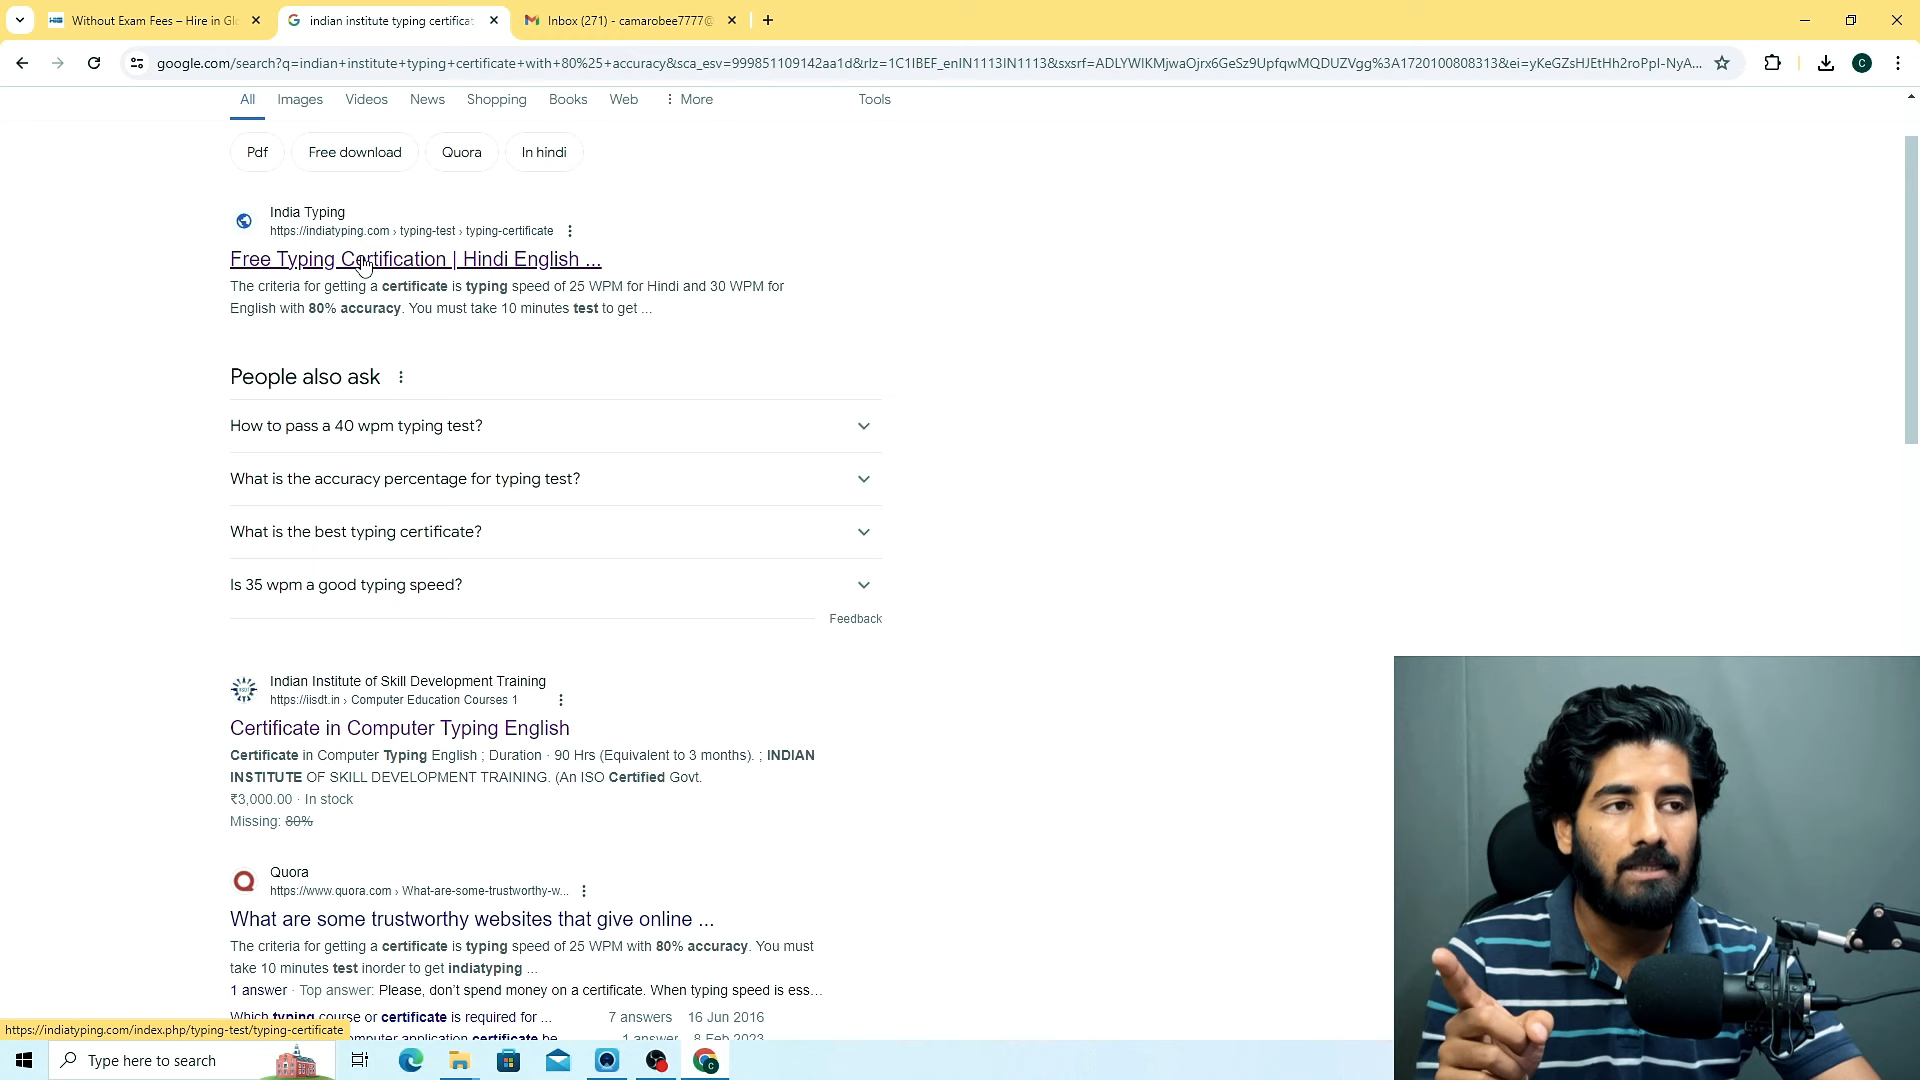 Without Exam Fees – Hire in Gl
indian institute typing certificat
Inbox (271) - camarobee7777@
google.com/search?q=indian+institute+typing+certificate+with+80%25+accuracy&sca_esv=999851109142aa1d&rlz=1C1IBEF_enIN1113IN1113&sxsrf=ADLYWIKMjwaOjrx6GeSz9UpfqwMQDUZVgg%3A1720100808313&ei=yKeGZsHJEtHh2roPpI-NyA...
C
All
Images
Videos
News
Shopping
Books
Web
More
Tools
Pdf
Free download
Quora
In hindi
India Typing
https://indiatyping.com › typing-test › typing-certificate
Free Typing Certification | Hindi English ...
The criteria for getting a certificate is typing speed of 25 WPM for Hindi and 30 WPM for
English with 80% accuracy. You must take 10 minutes test to get ...
People also ask
How to pass a 40 wpm typing test?
What is the accuracy percentage for typing test?
What is the best typing certificate?
Is 35 wpm a good typing speed?
Feedback
Indian Institute of Skill Development Training
https://iisdt.in › Computer Education Courses 1
Certificate in Computer Typing English
Certificate in Computer Typing English ; Duration · 90 Hrs (Equivalent to 3 months). ; INDIAN
INSTITUTE OF SKILL DEVELOPMENT TRAINING. (An ISO Certified Govt.
₹3,000.00 · In stock
Missing: 80%
Quora
https://www.quora.com › What-are-some-trustworthy-w...
What are some trustworthy websites that give online ...
The criteria for getting a certificate is typing speed of 25 WPM with 80% accuracy. You must
take 10 minutes test inorder to get indiatyping ...
1 answer · Top answer: Please, don't spend money on a certificate. When typing speed is ess...
Which typing course or certificate is required for ... 7 answers 16 Jun 2016
mputer application certificate be 1 answer 8 Feb 2023
https://indiatyping.com/index.php/typing-test/typing-certificate
Type here to search